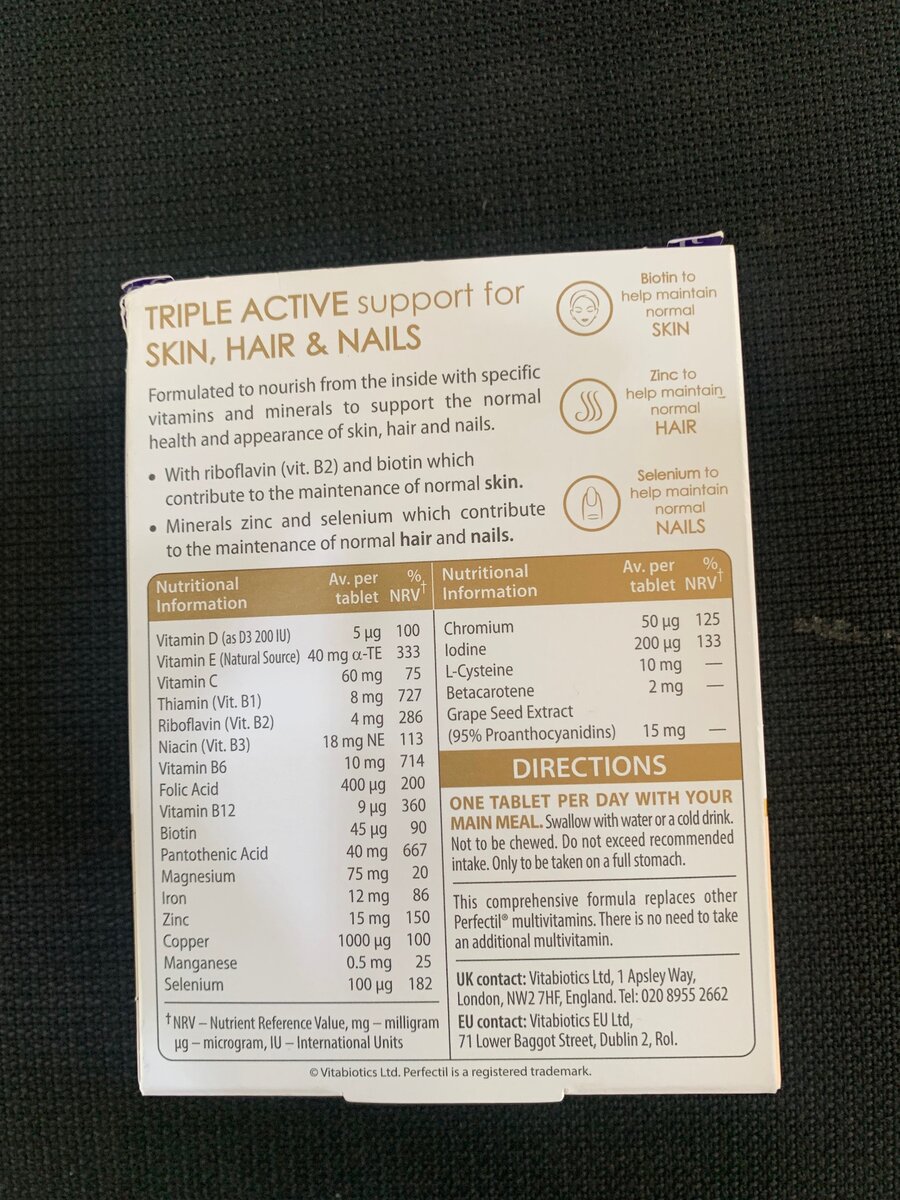 TRIPLE ACTIVE support for
SKIN, HAIR & NAILS
Formulated to nourish from the inside with specific
vitamins and minerals to support the normal
health and appearance of skin, hair and nails.
• With riboflavin (vit. B2) and biotin which
contribute to the maintenance of normal skin.
• Minerals zinc and selenium which contribute
to the maintenance of normal hair and nails.
Biotin to
help maintain
normal
SKIN
Zinc to
help maintain
normal
HAIR
Selenium to
help maintain
normal
NAILS
Nutritional Information Av. per tablet % NRV†
Vitamin D (as D3 200 IU) 5 µg 100
Vitamin E (Natural Source) 40 mg α-TE 333
Vitamin C 60 mg 75
Thiamin (Vit. B1) 8 mg 727
Riboflavin (Vit. B2) 4 mg 286
Niacin (Vit. B3) 18 mg NE 113
Vitamin B6 10 mg 714
Folic Acid 400 µg 200
Vitamin B12 9 µg 360
Biotin 45 µg 90
Pantothenic Acid 40 mg 667
Magnesium 75 mg 20
Iron 12 mg 86
Zinc 15 mg 150
Copper 1000 µg 100
Manganese 0.5 mg 25
Selenium 100 µg 182
†NRV – Nutrient Reference Value, mg – milligram
µg – microgram, IU – International Units
Nutritional Information Av. per tablet % NRV†
Chromium 50 µg 125
Iodine 200 µg 133
L-Cysteine 10 mg —
Betacarotene 2 mg —
Grape Seed Extract
(95% Proanthocyanidins) 15 mg —
DIRECTIONS
ONE TABLET PER DAY WITH YOUR
MAIN MEAL. Swallow with water or a cold drink.
Not to be chewed. Do not exceed recommended
intake. Only to be taken on a full stomach.
This comprehensive formula replaces other
Perfectil® multivitamins. There is no need to take
an additional multivitamin.
UK contact: Vitabiotics Ltd, 1 Apsley Way,
London, NW2 7HF, England. Tel: 020 8955 2662
EU contact: Vitabiotics EU Ltd,
71 Lower Baggot Street, Dublin 2, RoI.
© Vitabiotics Ltd. Perfectil is a registered trademark.